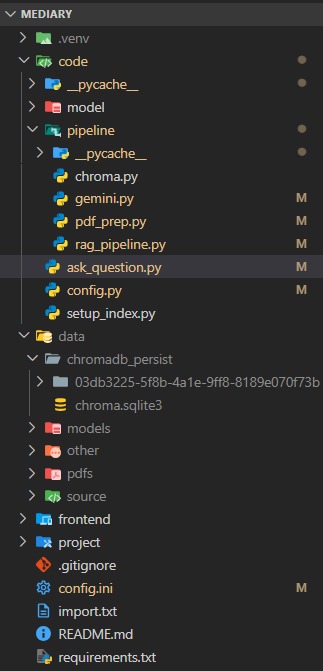 MEDIARY
.venv
code
__pycache__
model
pipeline
__pycache__
chroma.py
gemini.py M
pdf_prep.py M
rag_pipeline.py M
ask_question.py M
config.py M
setup_index.py
data
chromadb_persist
03db3225-5f8b-4a1e-9ff8-8189e070f73b
chroma.sqlite3
models
other
pdfs
source
frontend
project
.gitignore
config.ini M
import.txt
README.md
requirements.txt